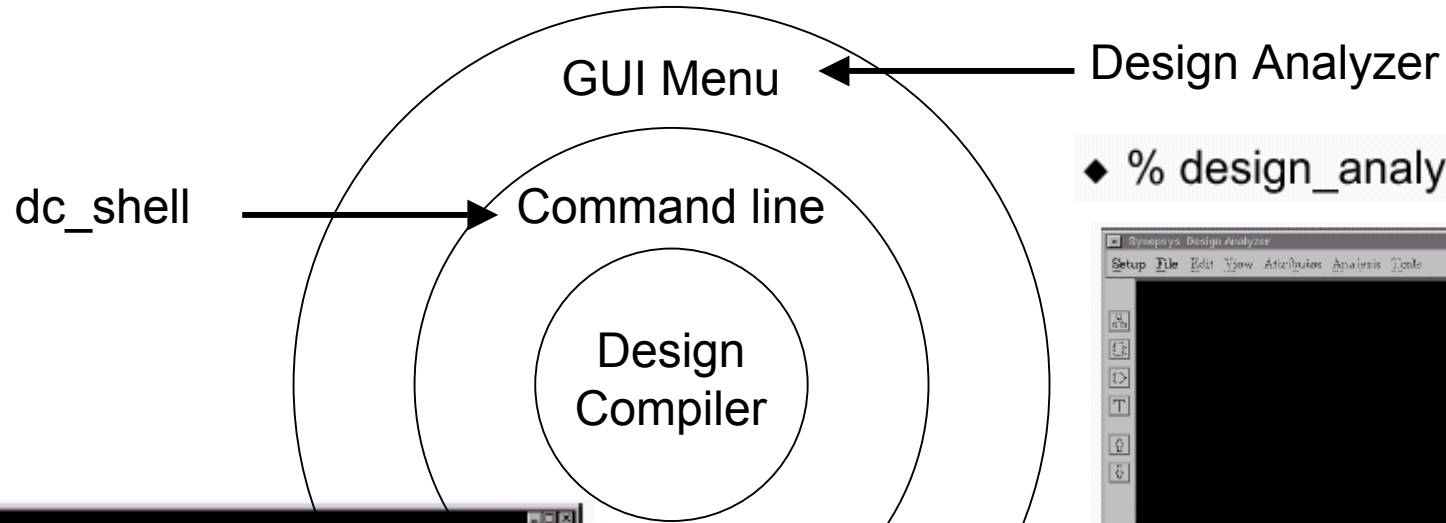 GUI Menu
Design Analyzer
◆ % design_analy
dc_shell
Command line
Synopsys Design Analyzer
Setup File Edit View Attributes Analysis Tools
T
Design
Compiler